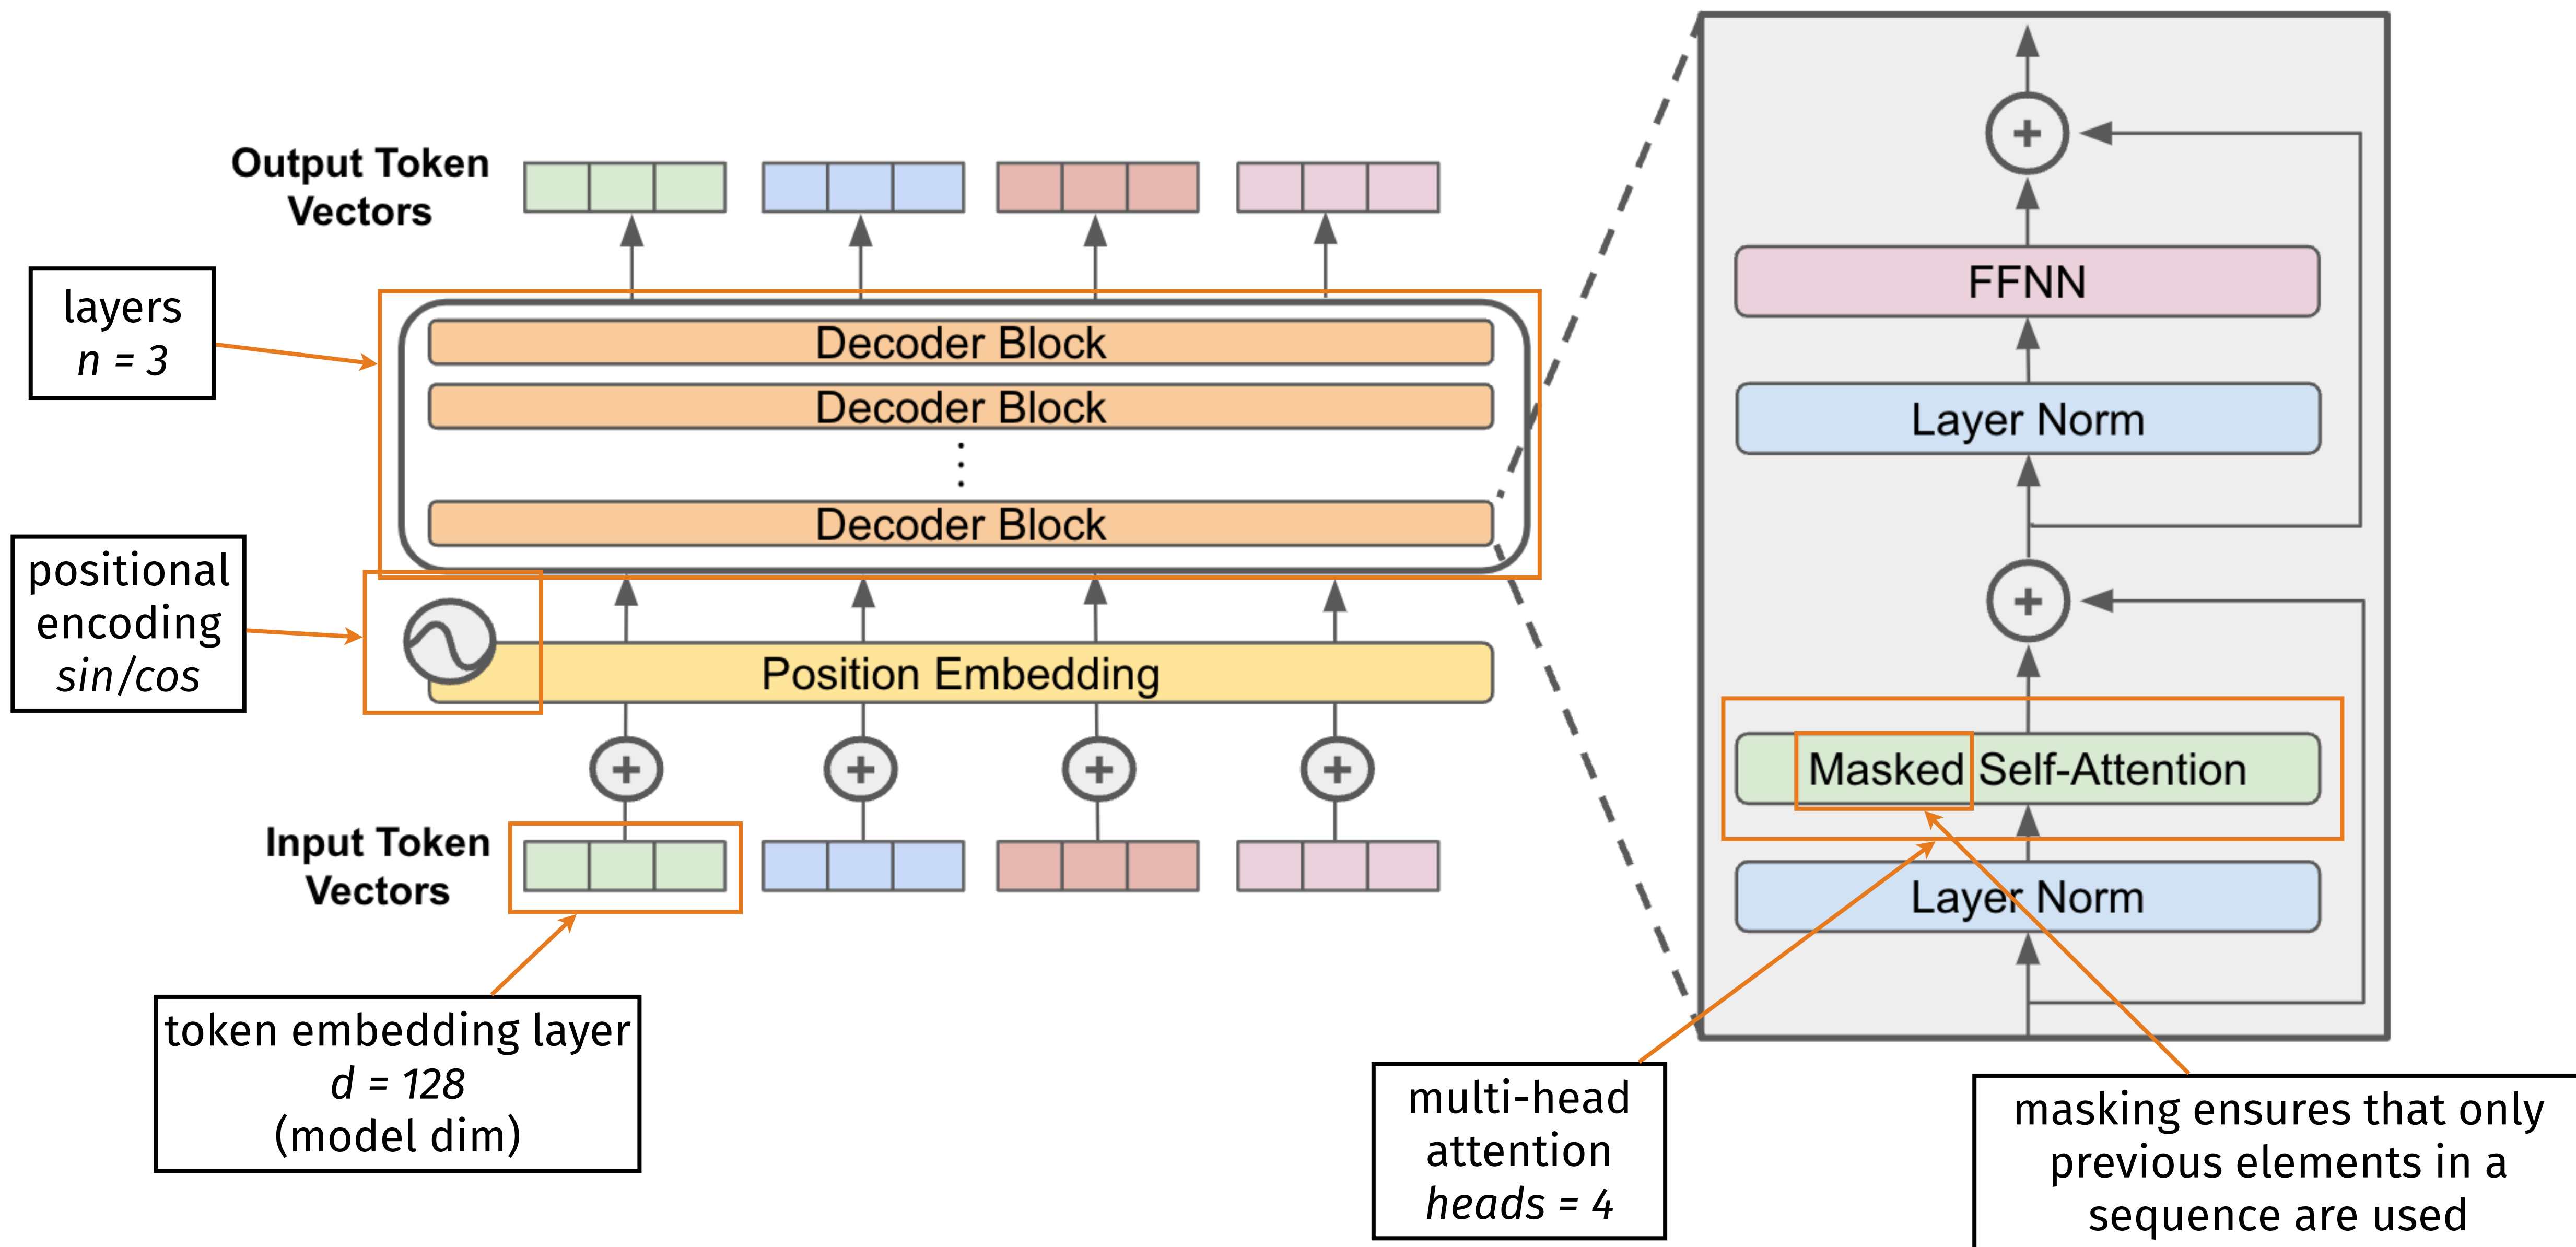 Output Token
Vectors
layers
n = 3
Decoder Block
Decoder Block
Decoder Block
positional
encoding
sin/cos
Position Embedding
+
+
+
+
Input Token
Vectors
token embedding layer
d = 128
(model dim)
+
FFNN
Layer Norm
+
Masked Self-Attention
Layer Norm
multi-head
attention
heads = 4
masking ensures that only
previous elements in a
sequence are used